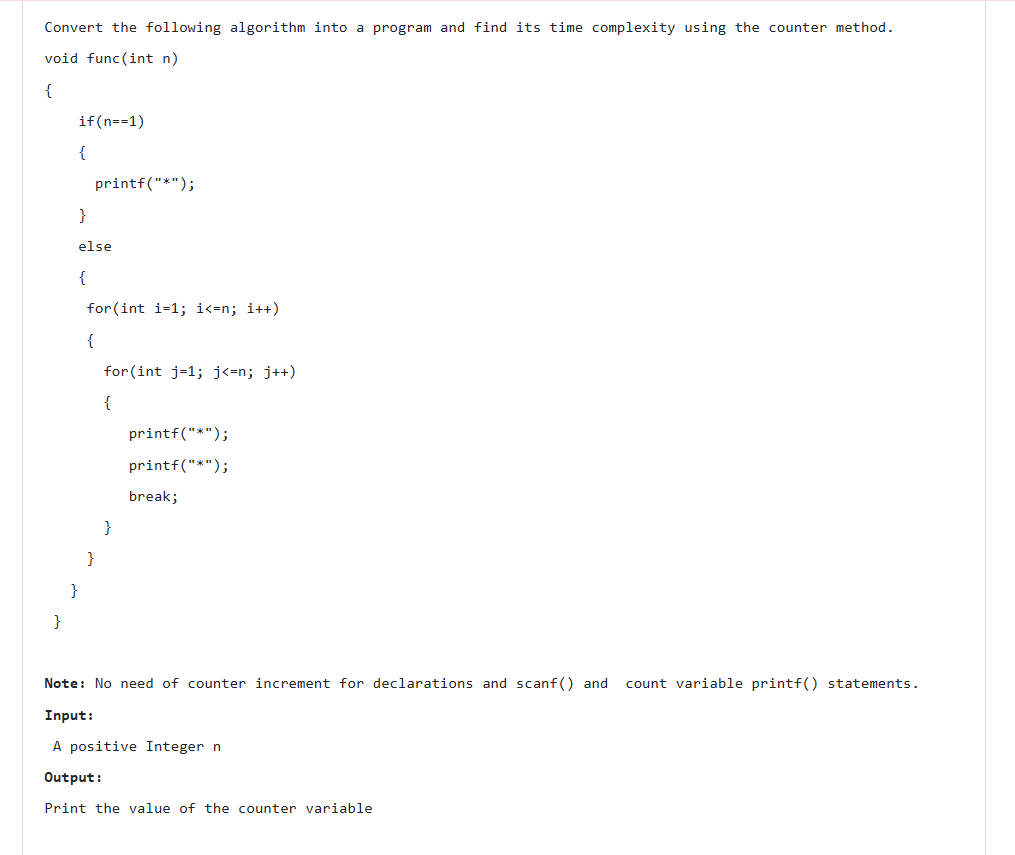 Convert the following algorithm into a program and find its time complexity using the counter method.
void func(int n)
{
if(n==1)
{
printf("*");
}
else
{
for(int i=1; i<=n; i++)
{
for(int j=1; j<=n; j++)
{
printf("*");
printf("*");
break;
}
}
}
}
Note: No need of counter increment for declarations and scanf() and  count variable printf() statements.
Input:
A positive Integer n
Output:
Print the value of the counter variable